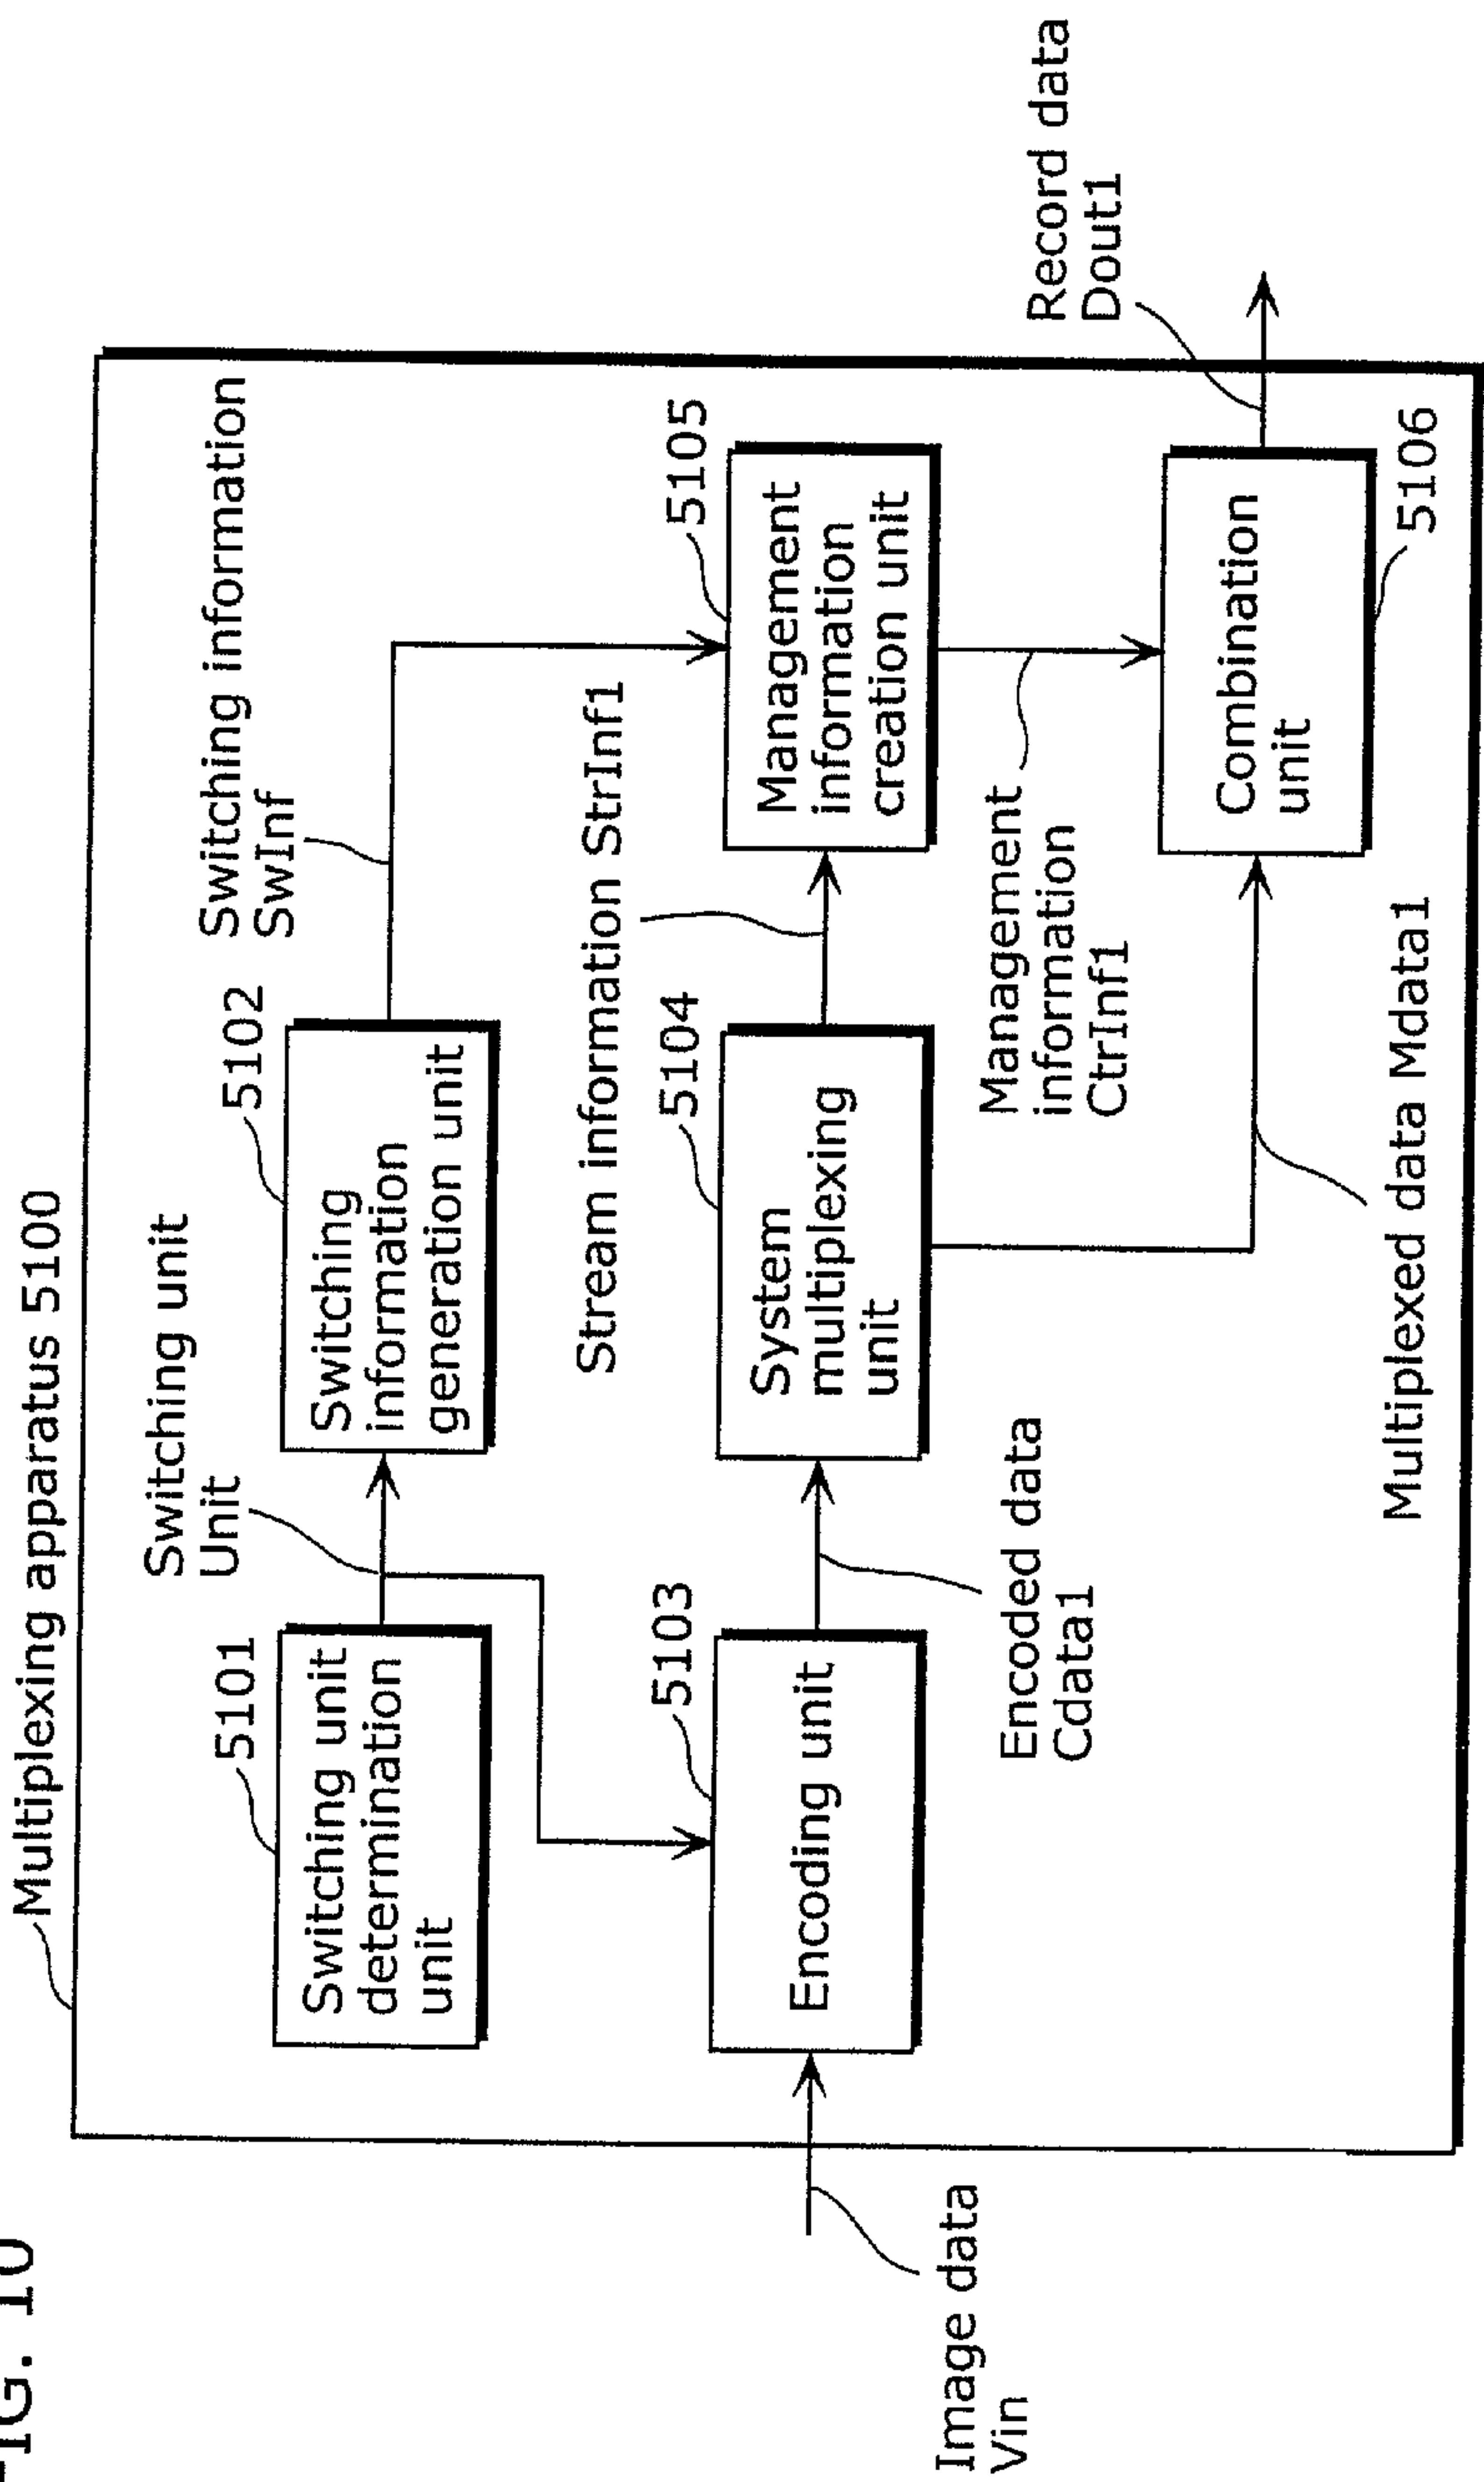 FIG. 10
Multiplexing apparatus 5100
Switching unit
Unit
Switching information
SwInf
5101
Switching unit
determination
unit
5102
Switching
information
generation unit
Stream information StrInf1
5103
Encoding unit
5104
System
multiplexing
unit
5105
Management
information
creation unit
Image data
Vin
Encoded data
Cdata1
Management
information
CtrInf1
Record data
Dout1
Combination
unit
5106
Multiplexed data Mdata1